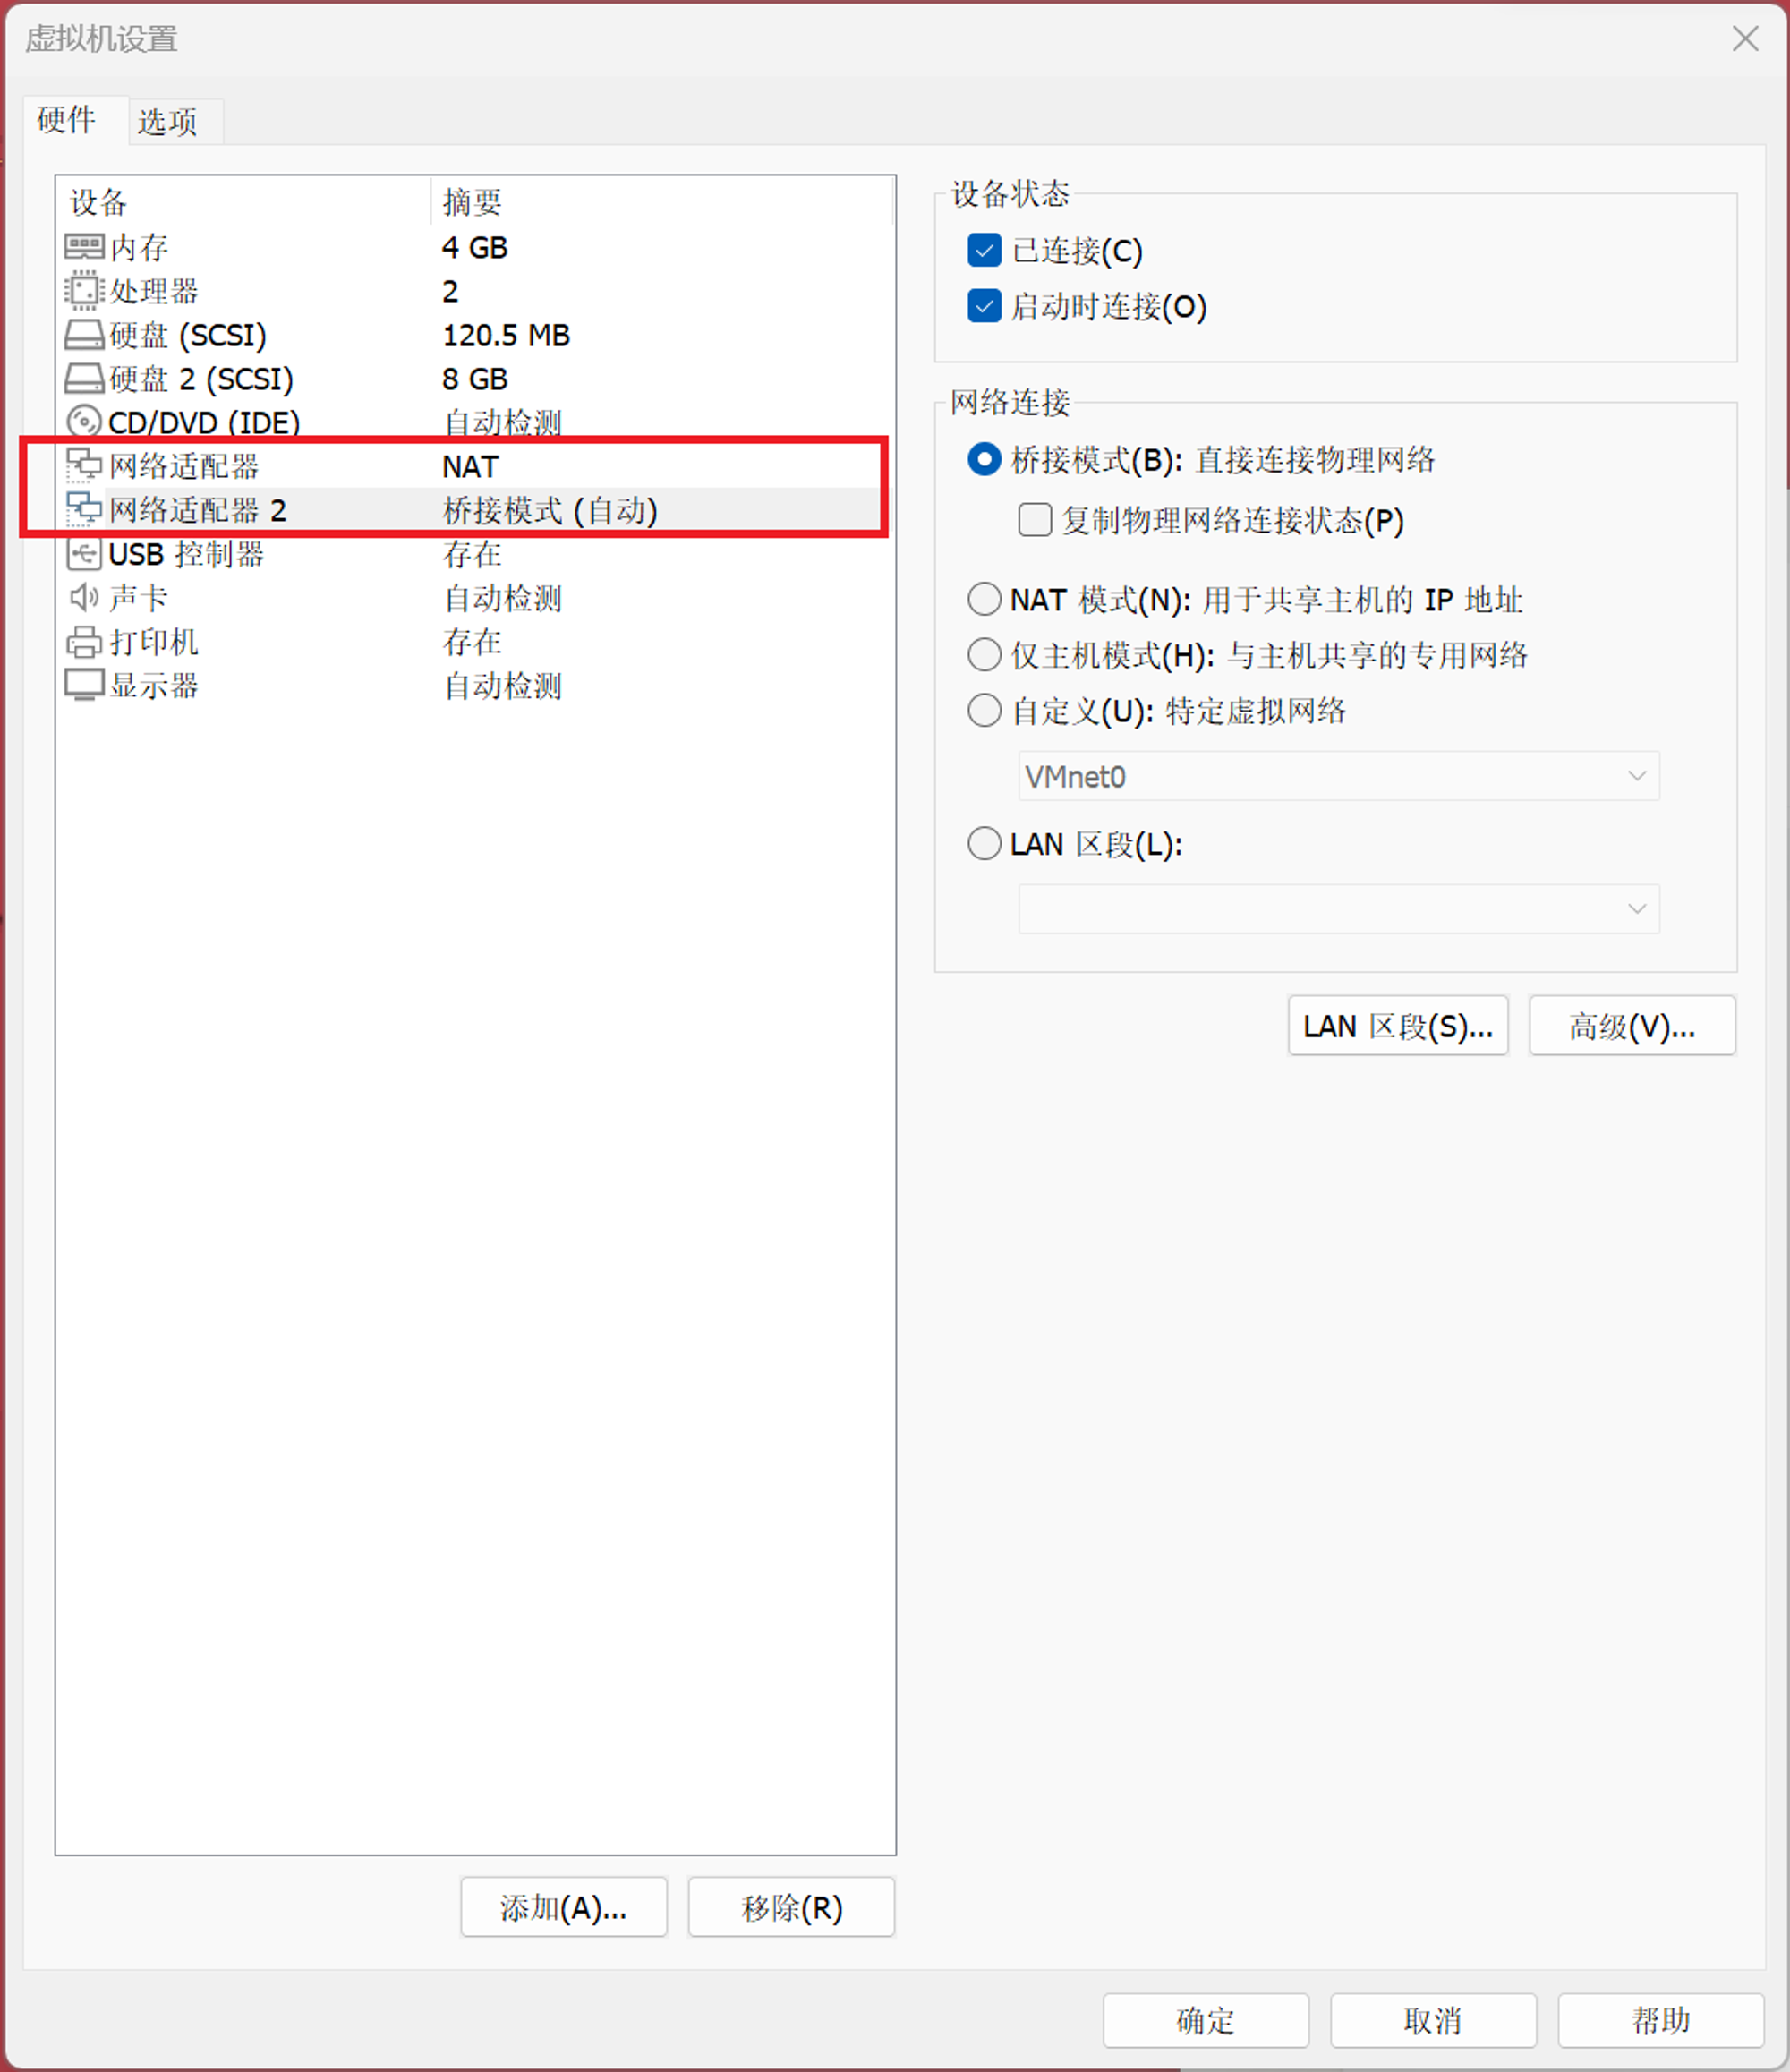 虚拟机设置
硬件 选项
设备 摘要
内存 4 GB
处理器 2
硬盘 (SCSI) 120.5 MB
硬盘 2 (SCSI) 8 GB
CD/DVD (IDE) 自动检测
网络适配器 NAT
网络适配器 2 桥接模式 (自动)
USB 控制器 存在
声卡 自动检测
打印机 存在
显示器 自动检测
添加(A)... 移除(R)
设备状态
已连接(C)
启动时连接(O)
网络连接
桥接模式(B): 直接连接物理网络
复制物理网络连接状态(P)
NAT 模式(N): 用于共享主机的 IP 地址
仅主机模式(H): 与主机共享的专用网络
自定义(U): 特定虚拟网络
VMnet0
LAN 区段(L):
LAN 区段(S)... 高级(V)...
确定 取消 帮助